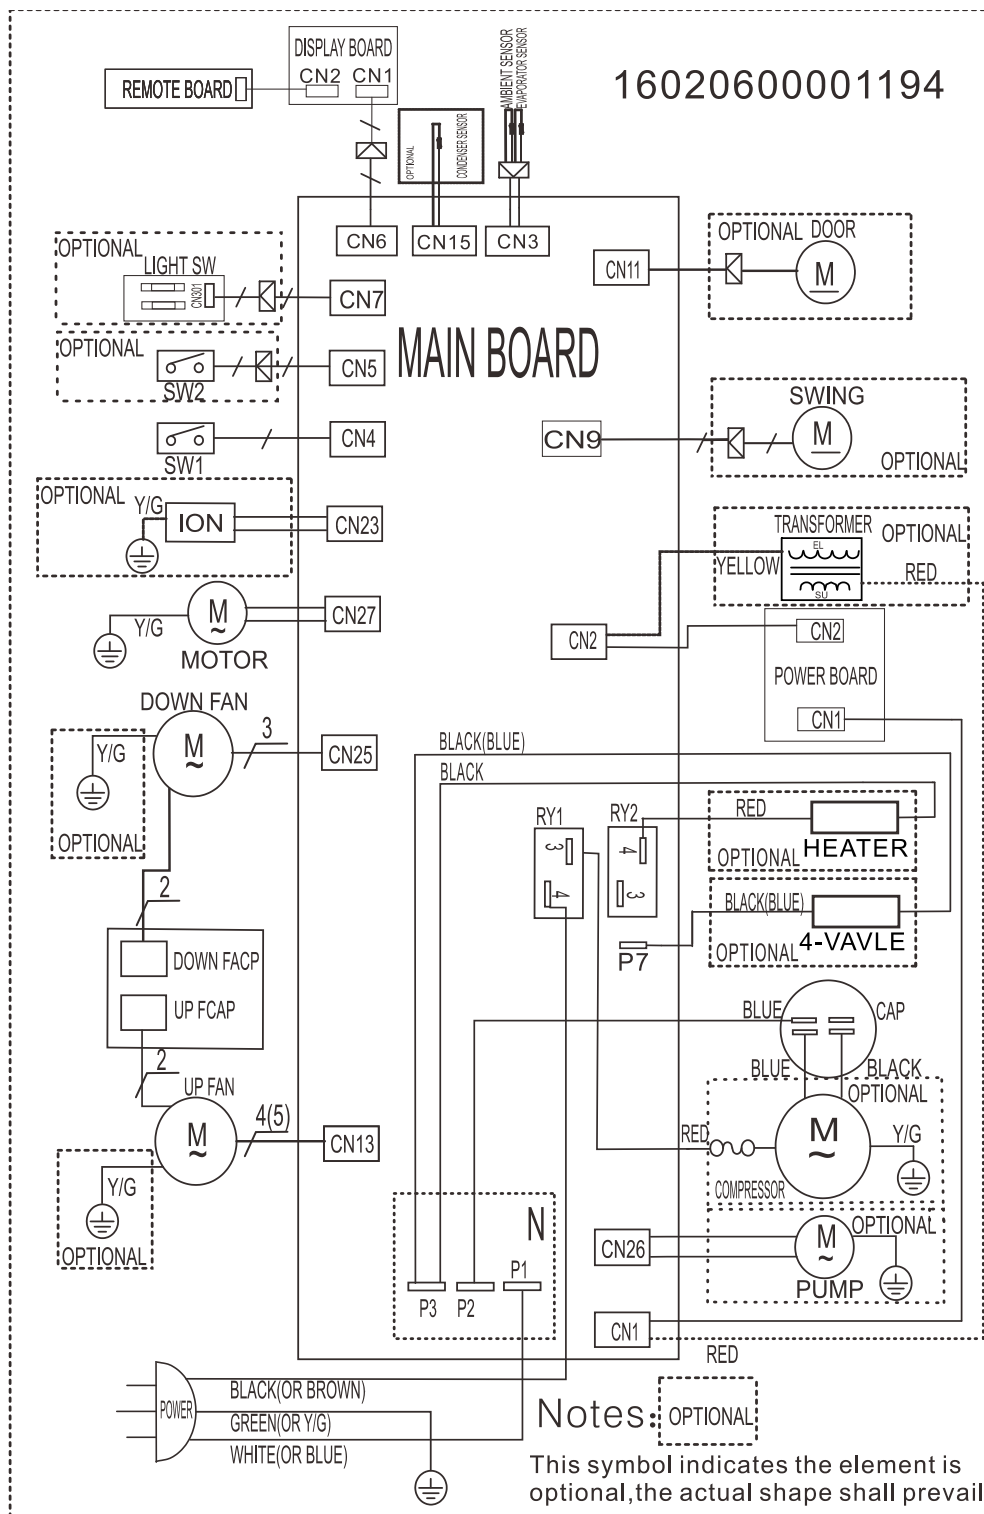 DISPLAY BOARD
CN2 CN1
REMOTE BOARD
AMBIENT SENSOR
EVAPORATOR SENSOR
16020600001194
OPTIONAL
CONDENSER SENSOR
CN6
CN15
CN3
OPTIONAL
LIGHT SW
CN301
CN7
CN11
OPTIONAL DOOR
M
OPTIONAL
SW2
CN5
MAIN BOARD
SW1
CN4
CN9
SWING
M
OPTIONAL
OPTIONAL
Y/G
ION
CN23
TRANSFORMER
OPTIONAL
EL
YELLOW
RED
SU
M
~
Y/G
MOTOR
CN27
CN2
CN2
POWER BOARD
CN1
DOWN FAN
M
~
3
CN25
Y/G
OPTIONAL
BLACK(BLUE)
BLACK
RY1
3
4
RY2
4
3
RED
HEATER
OPTIONAL
BLACK(BLUE)
4-VAVLE
OPTIONAL
P7
2
DOWN FACP
UP FCAP
2
BLUE
CAP
BLUE
BLACK
UP FAN
M
~
4(5)
CN13
Y/G
OPTIONAL
OPTIONAL
RED
M
~
Y/G
COMPRESSOR
N
P3
P2
P1
CN26
OPTIONAL
M
~
PUMP
CN1
RED
POWER
BLACK(OR BROWN)
GREEN(OR Y/G)
WHITE(OR BLUE)
Notes: OPTIONAL
This symbol indicates the element is
optional,the actual shape shall prevail